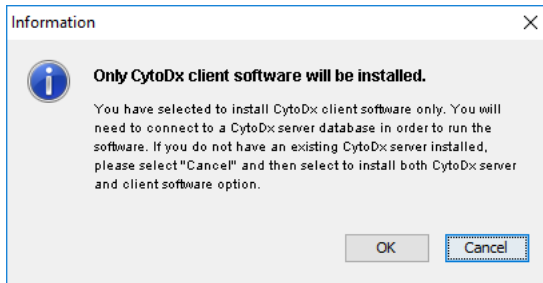 Information
Only CytoDx client software will be installed.
You have selected to install CytoDx client software only. You will
need to connect to a CytoDx server database in order to run the
software. If you do not have an existing CytoDx server installed,
please select "Cancel" and then select to install both CytoDx server
and client software option.
OK Cancel